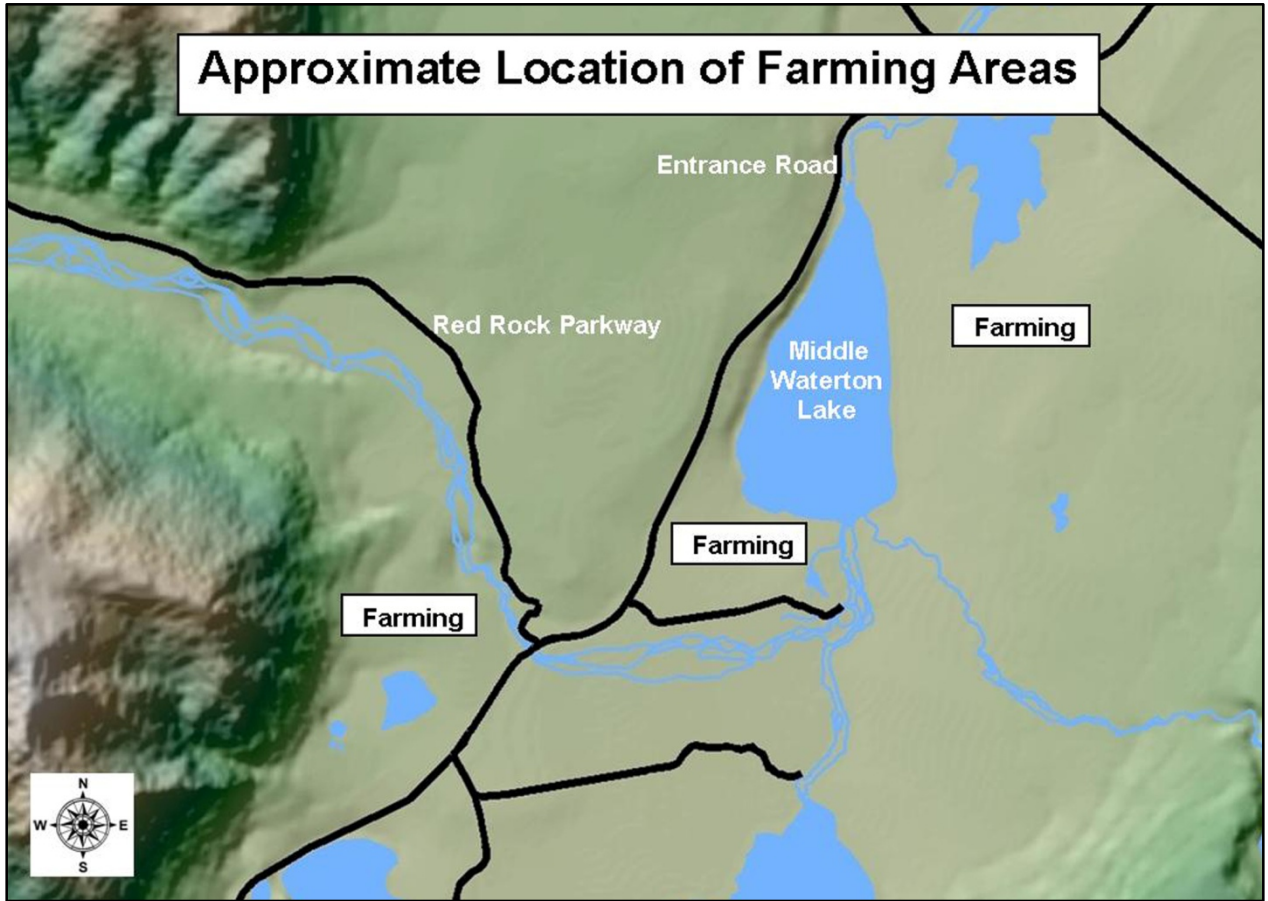 Approximate Location of Farming Areas
Entrance Road
Red Rock Parkway
Farming
Middle
Waterton
Lake
Farming
Farming
N
W
E
S